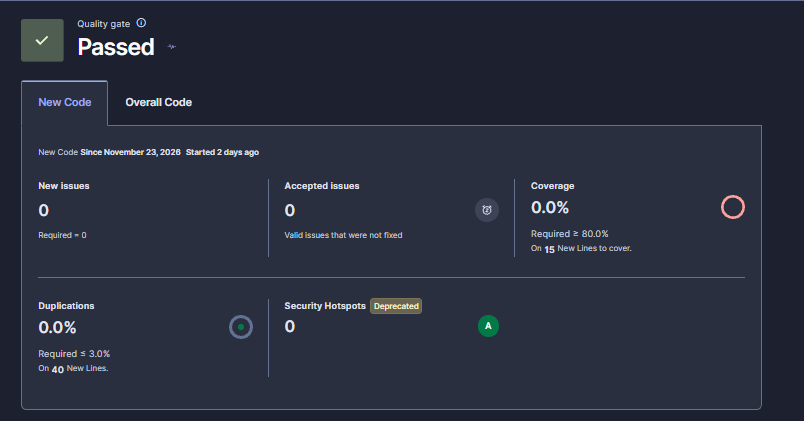 Quality gate
Passed
New Code
Overall Code
New Code Since November 23, 2026 Started 2 days ago
New issues
0
Required = 0
Accepted issues
0
Valid issues that were not fixed
Coverage
0.0%
Required ≥ 80.0%
On 15 New Lines to cover.
Duplications
0.0%
Required ≤ 3.0%
On 40 New Lines.
Security Hotspots Deprecated
0
A